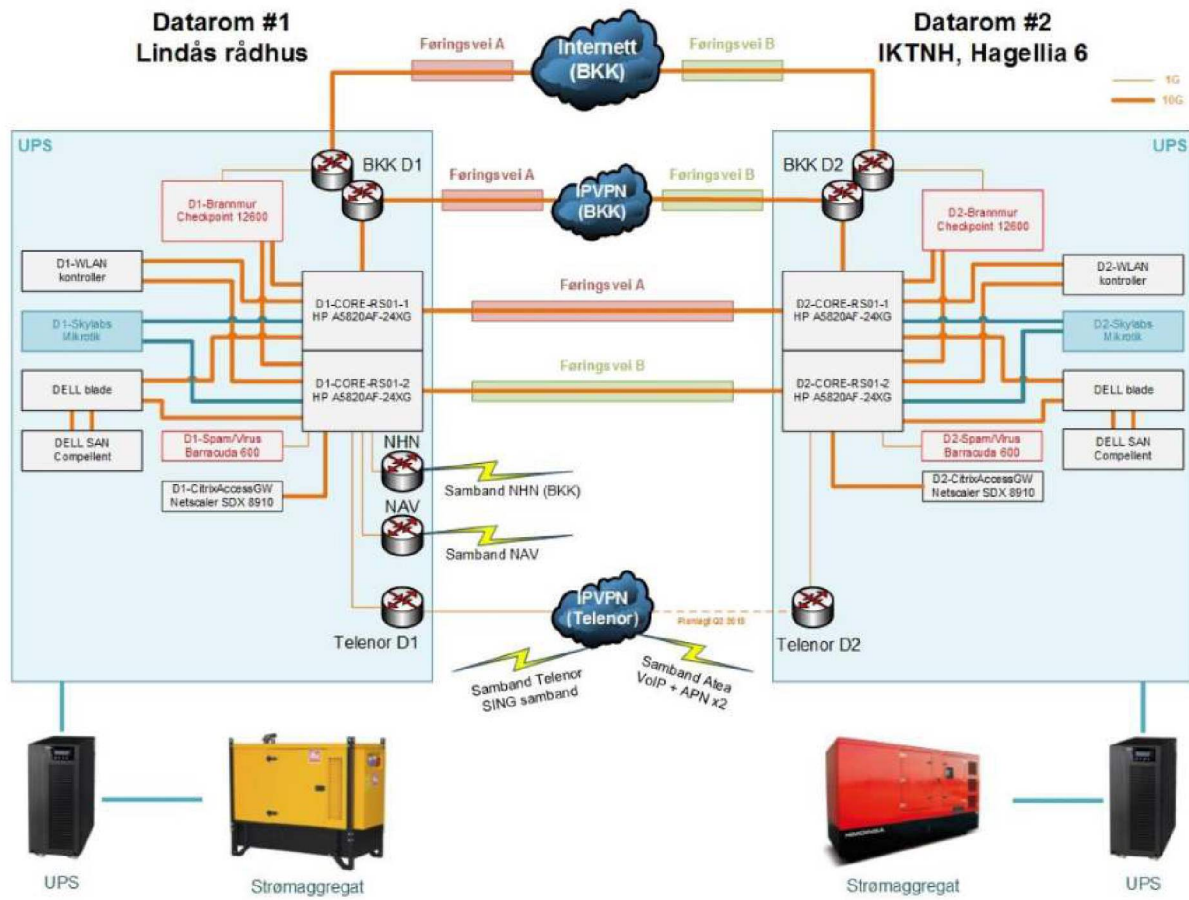 Datarom #1
Lindås rådhus
Datarom #2
IKTNH, Hagellia 6
Føringsvei A
Internett
(BKK)
Føringsvei B
1G
10G
UPS
UPS
BKK D1
Føringsvei A
IPVPN
(BKK)
Føringsvei B
BKK D2
D1-Brannmur
Checkpoint 12600
D2-Brannmur
Checkpoint 12600
D1-WLAN
kontroller
D2-WLAN
kontroller
D1-CORE-RS01-1
HP A5820AF-24XG
Føringsvei A
D2-CORE-RS01-1
HP A5820AF-24XG
D1-Skylabs
Mikrotik
D2-Skylabs
Mikrotik
D1-CORE-RS01-2
HP A5820AF-24XG
Føringsvei B
D2-CORE-RS01-2
HP A5820AF-24XG
DELL blade
DELL blade
DELL SAN
Compellent
D1-Spam/Virus
Barracuda 600
NHN
D2-Spam/Virus
Barracuda 600
DELL SAN
Compellent
D1-CitrixAccessGW
Netscaler SDX 8910
Samband NHN (BKK)
D2-CitrixAccessGW
Netscaler SDX 8910
NAV
Samband NAV
IPVPN
(Telenor)
Telenor D1
Telenor D2
Samband Telenor
SING samband
Samband Atea
VoIP + APN x2
HIMOINSA
UPS
Strømaggregat
Strømaggregat
UPS